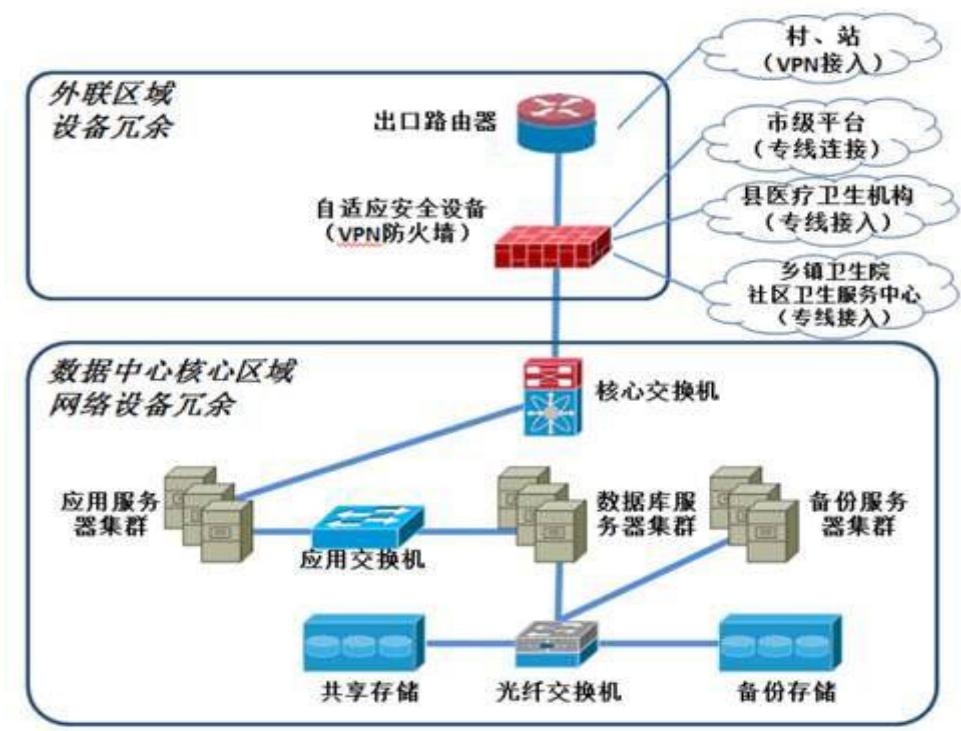 村、站
（VPN接入）
外联区域
设备冗余
出口路由器
市级平台
（专线连接）
自适应安全设备
（VPN防火墙）
县医疗卫生机构
（专线接入）
乡镇卫生院
社区卫生服务中心
（专线接入）
数据中心核心区域
网络设备冗余
核心交换机
应用服务
器集群
数据库服
务器集群
备份服务
器集群
应用交换机
共享存储
光纤交换机
备份存储